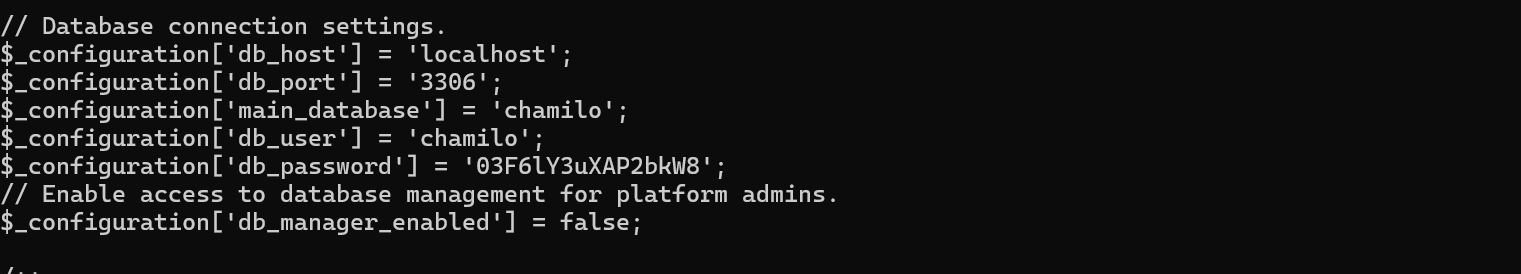 // Database connection settings.
$_configuration['db_host'] = 'localhost';
$_configuration['db_port'] = '3306';
$_configuration['main_database'] = 'chamilo';
$_configuration['db_user'] = 'chamilo';
$_configuration['db_password'] = '03F6lY3uXAP2bkW8';
// Enable access to database management for platform admins.
$_configuration['db_manager_enabled'] = false;